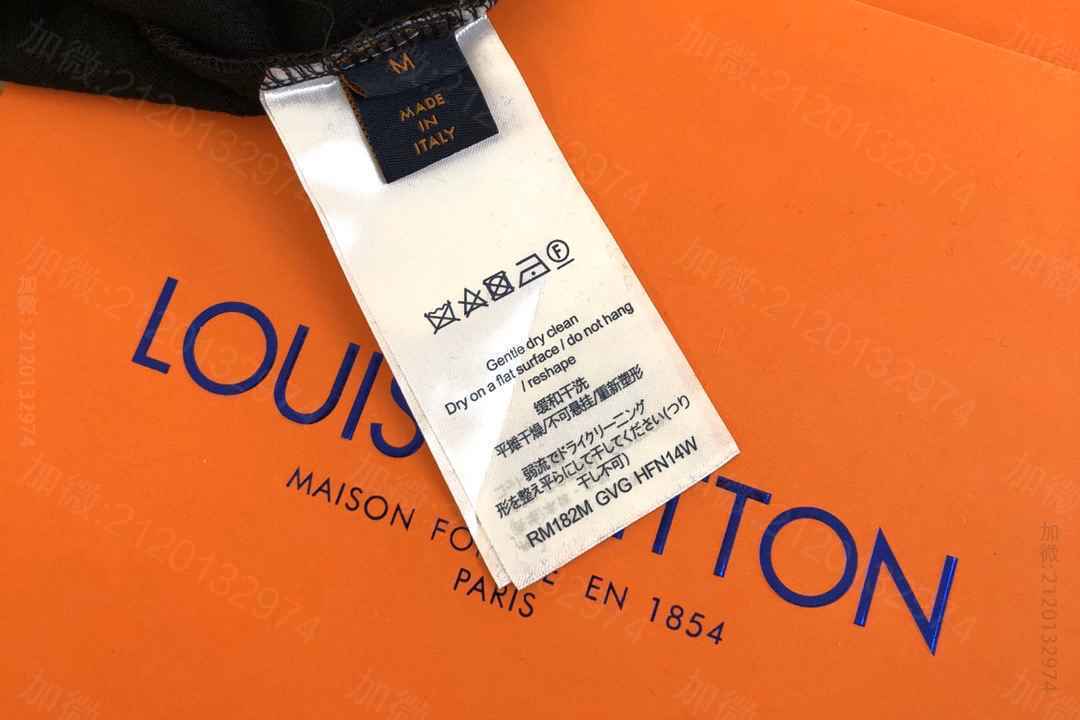 M
MADE
IN
ITALY
F
Gentle dry clean
Dry on a flat surface / do not hang
/ reshape
缓和干洗
平摊干燥/不可悬挂/重新塑形
弱流でドライクリーニング
形を整え平らにして干してください(つり
干し不可)
RM182M GVG HFN14W
LOUIS TTON
MAISON FO E EN 1854
PARIS
加微:2120132974